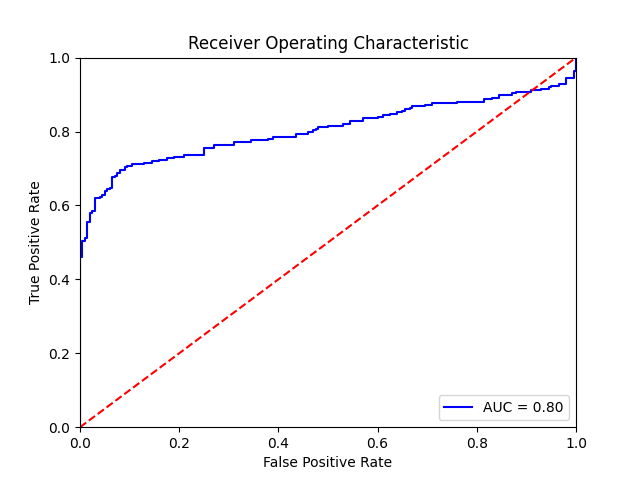 Receiver Operating Characteristic
1.0
0.8
0.6
0.4
0.2
0.0
True Positive Rate
AUC = 0.80
0.0 0.2 0.4 0.6 0.8 1.0
False Positive Rate